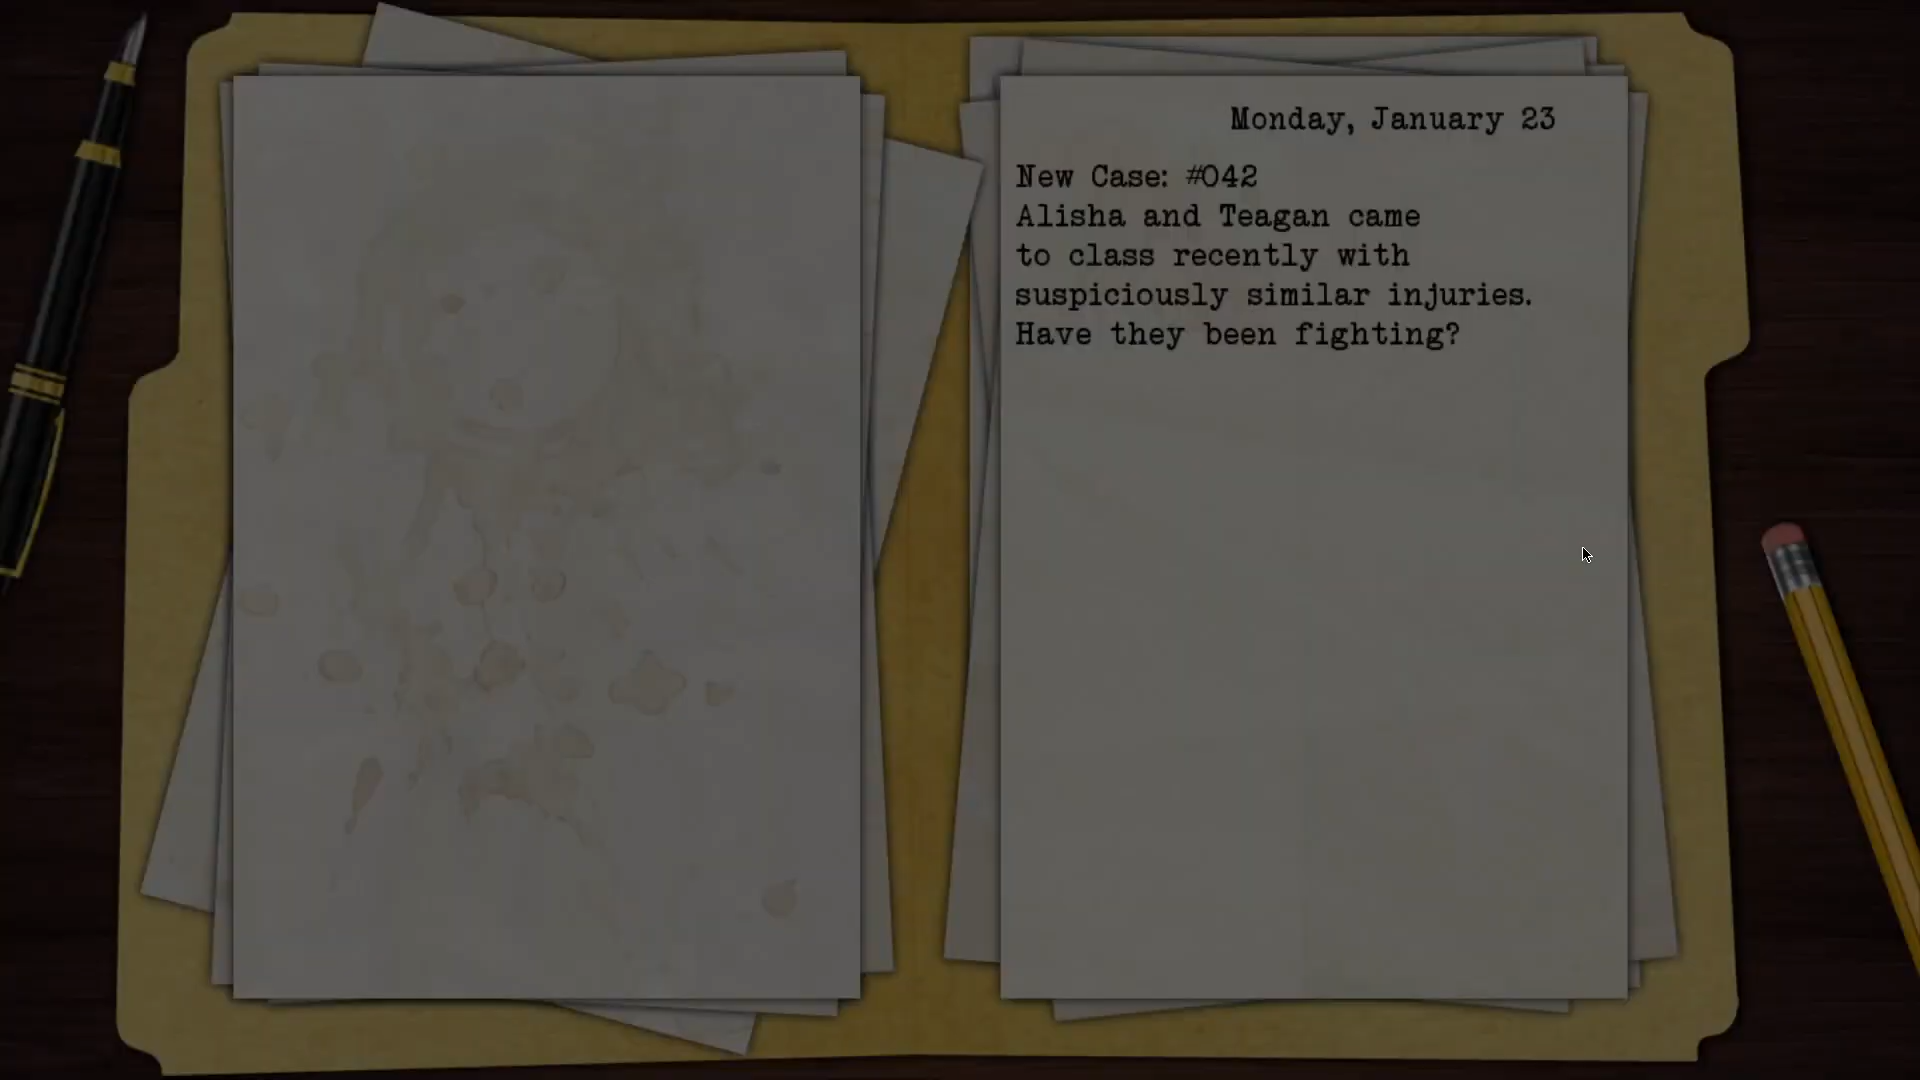 Monday, January 23
New Case: #042
Alisha and Teagan came
to class recently with
suspiciously similar injuries.
Have they been fighting?